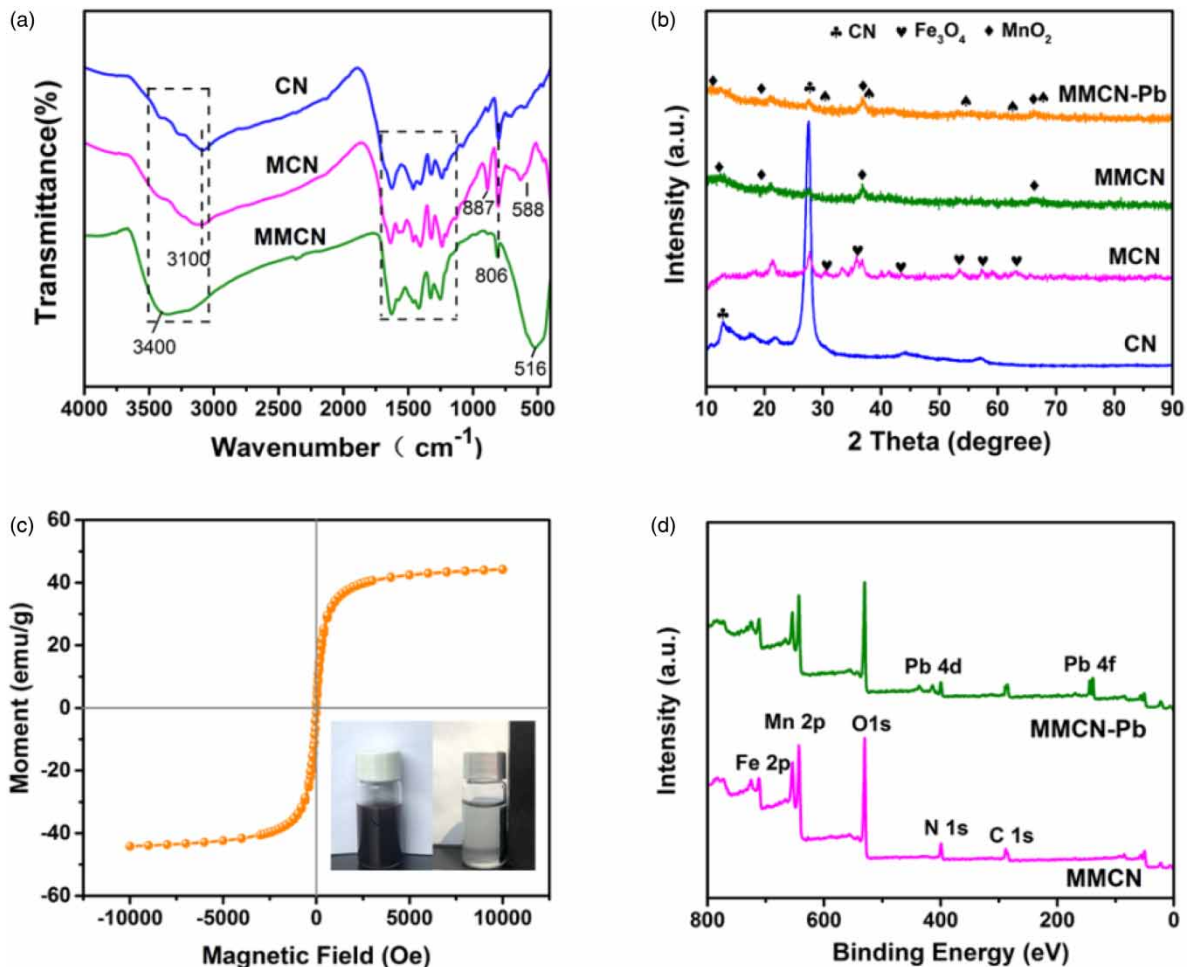 (a)
Transmittance(%)
CN
MCN
MMCN
3100
3400
887
588
806
516
4000 3500 3000 2500 2000 1500 1000 500
Wavenumber ( cm-1)
(b)
♣ CN ♥ Fe3O4 ♦ MnO2
Intensity (a.u.)
MMCN-Pb
MMCN
MCN
CN
10 20 30 40 50 60 70 80 90
2 Theta (degree)
(c)
Moment (emu/g)
60
40
20
0
-20
-40
-60
-10000 -5000 0 5000 10000
Magnetic Field (Oe)
(d)
Intensity (a.u.)
Pb 4d Pb 4f
MMCN-Pb
Mn 2p O1s
Fe 2p
N 1s C 1s
MMCN
800 600 400 200 0
Binding Energy (eV)